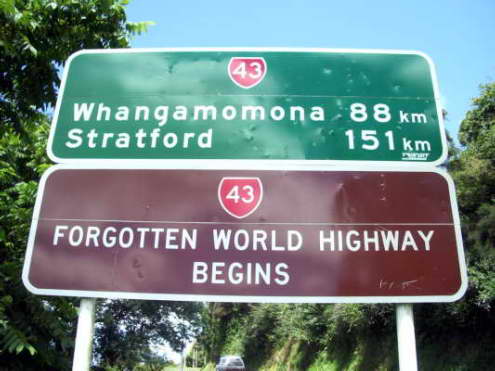 43
Whangamomona 88 km
Stratford 151 km
43
FORGOTTEN WORLD HIGHWAY
BEGINS